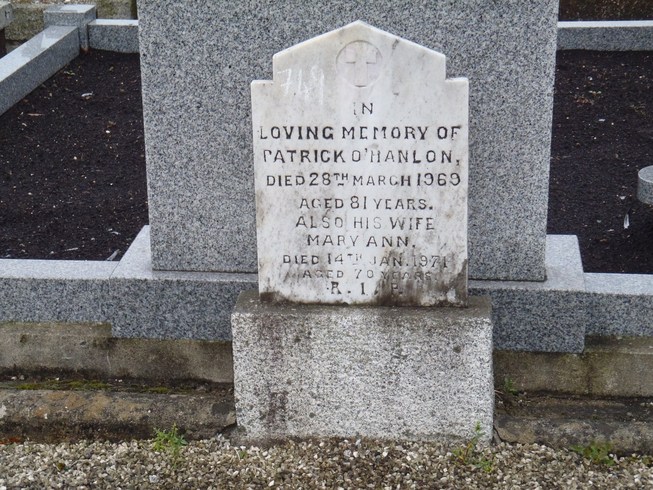 749
IN
LOVING MEMORY OF
PATRICK O'HANLON,
DIED 28TH MARCH 1969
AGED 81 YEARS.
ALSO HIS WIFE
MARY ANN.
DIED 14TH JAN. 1971
AGED 70 YEARS
R.I.P.